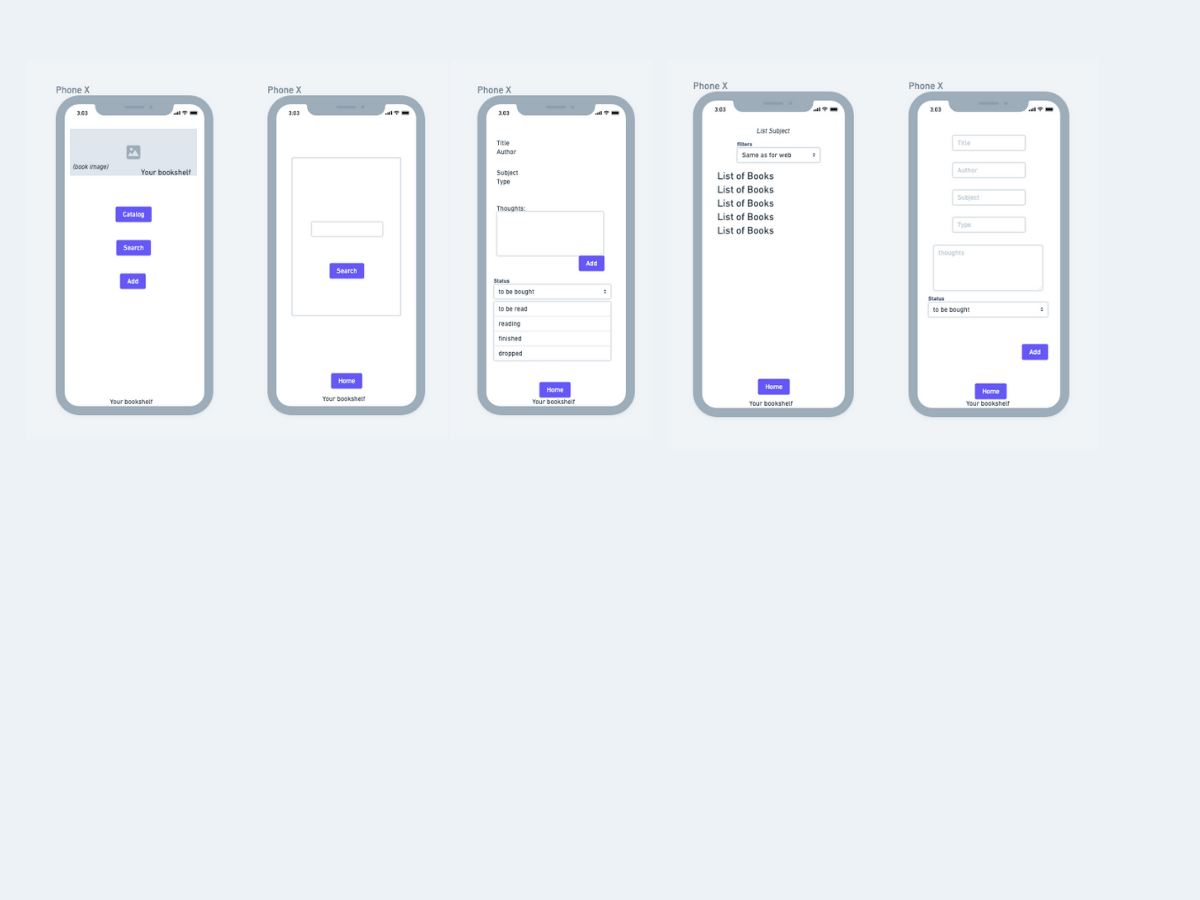 Phone X
3:03
(book image)
Your bookshelf
Catalog
Search
Add
Your bookshelf
Phone X
3:03
Search
Home
Your bookshelf
Phone X
3:03
Title
Author
Subject
Type
Thoughts:
Add
Status
to be bought
to be read
reading
finished
dropped
Home
Your bookshelf
Phone X
3:03
List Subject
filters
Same as for web
List of Books
List of Books
List of Books
List of Books
List of Books
Home
Your bookshelf
Phone X
3:03
Title
Author
Subject
Type
thoughts
Status
to be bought
Add
Home
Your bookshelf